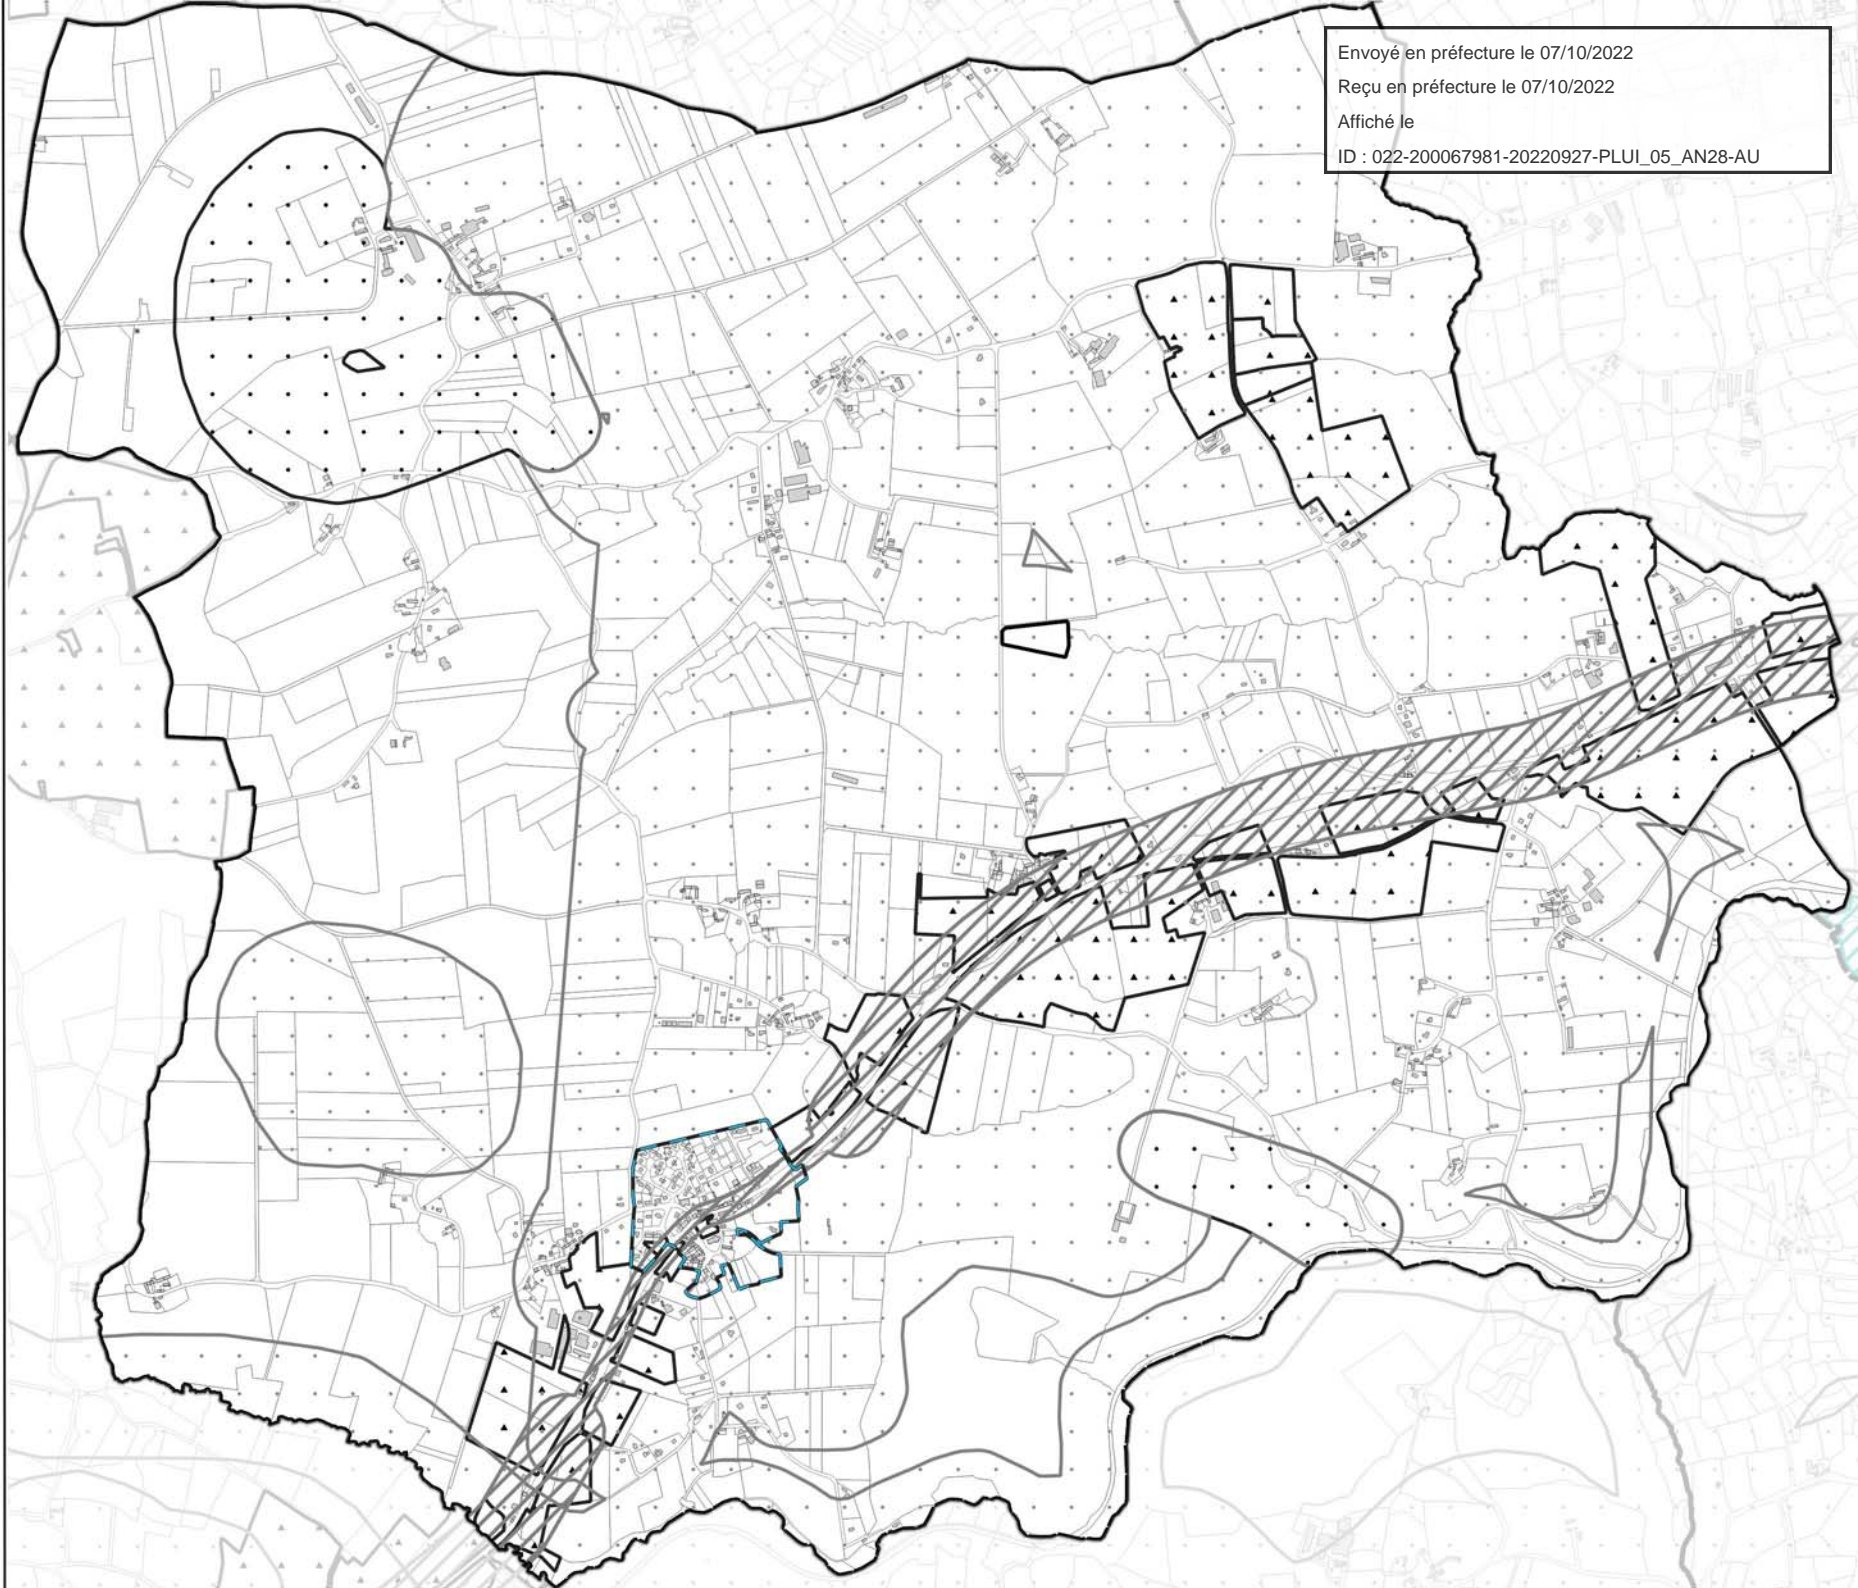 Envoyé en préfecture le 07/10/2022
Reçu en préfecture le 07/10/2022
Affiché le
ID : 022-200067981-20220927-PLUI_05_AN28-AU